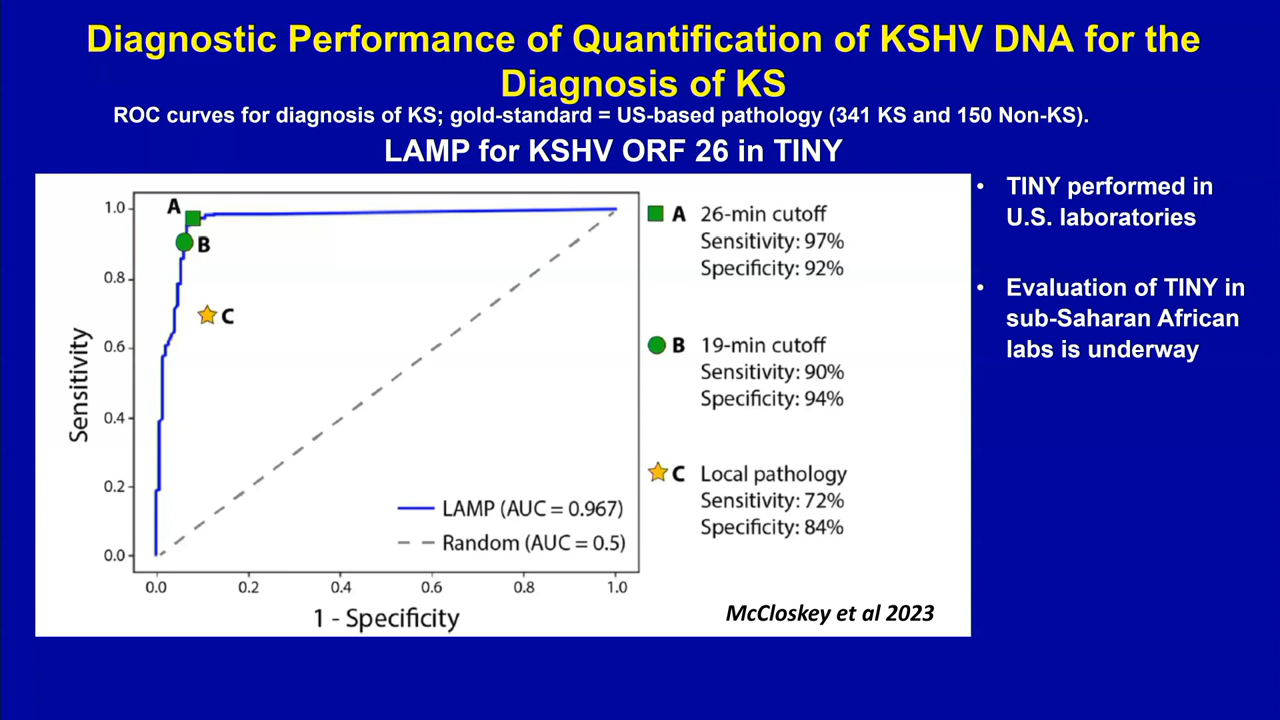 Diagnostic Performance of Quantification of KSHV DNA for the
Diagnosis of KS
ROC curves for diagnosis of KS; gold-standard = US-based pathology (341 KS and 150 Non-KS).
LAMP for KSHV ORF 26 in TINY
1.0
0.8
0.6
0.4
0.2
0.0
Sensitivity
0.0 0.2 0.4 0.6 0.8 1.0
1 - Specificity
A
B
C
LAMP (AUC = 0.967)
Random (AUC = 0.5)
A 26-min cutoff
Sensitivity: 97%
Specificity: 92%
B 19-min cutoff
Sensitivity: 90%
Specificity: 94%
C Local pathology
Sensitivity: 72%
Specificity: 84%
McCloskey et al 2023
• TINY performed in
U.S. laboratories
• Evaluation of TINY in
sub-Saharan African
labs is underway